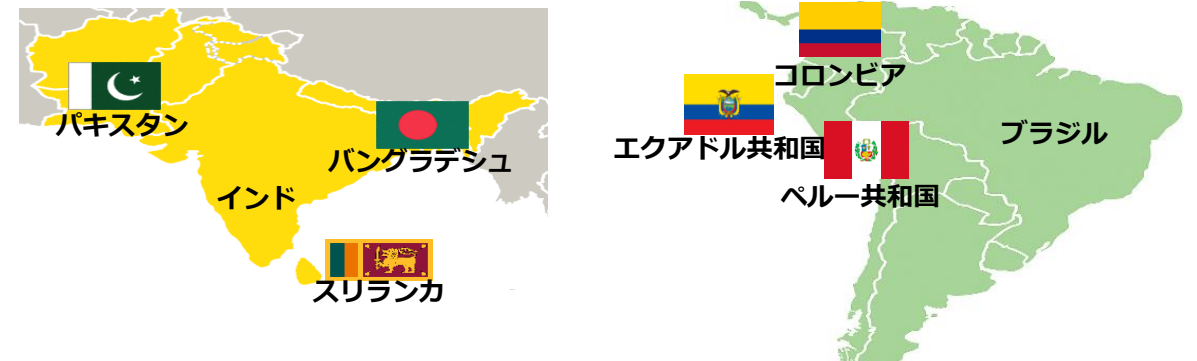 パキスタン
バングラデシュ
インド
スリランカ
コロンビア
エクアドル共和国
ブラジル
ペルー共和国